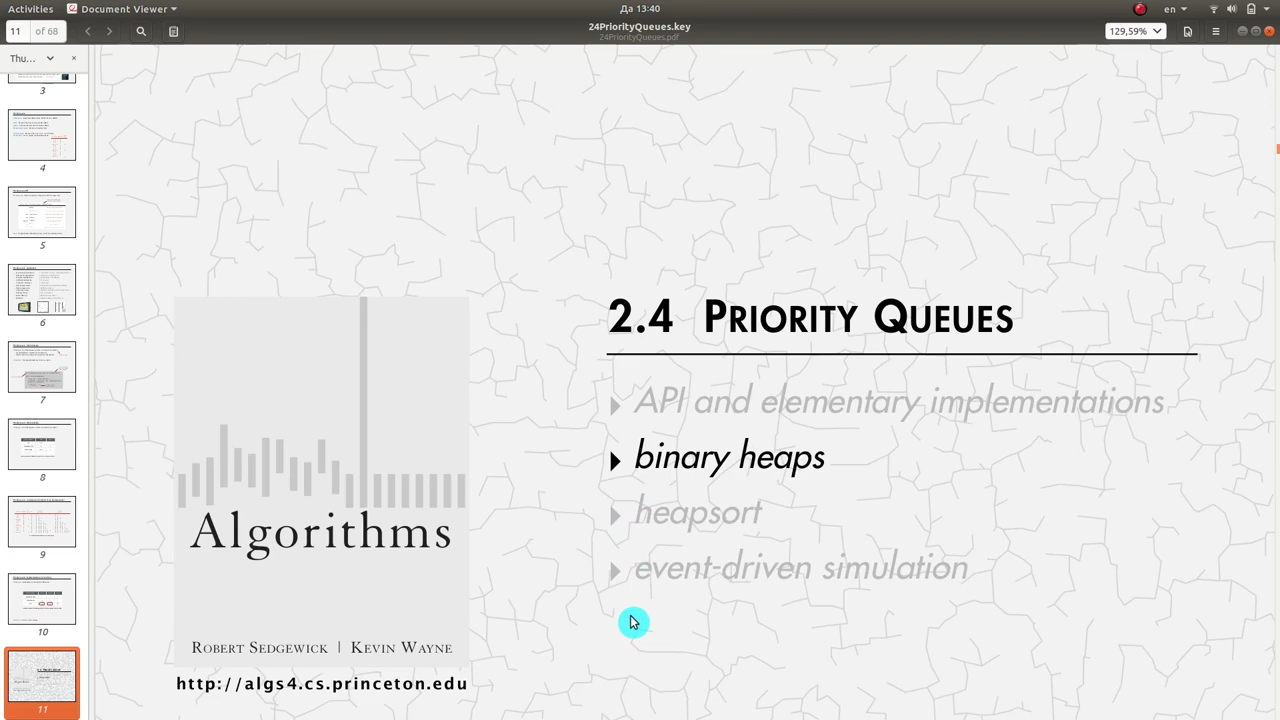 Activities Document Viewer Да 13:40 en
11 of 68 24PriorityQueues.key 129,59%
24PriorityQueues.pdf
Thu...
3
4
5
6
7
8
9
10
11
2.4 PRIORITY QUEUES
API and elementary implementations
binary heaps
heapsort
event-driven simulation
Algorithms
ROBERT SEDGEWICK | KEVIN WAYNE
http://algs4.cs.princeton.edu